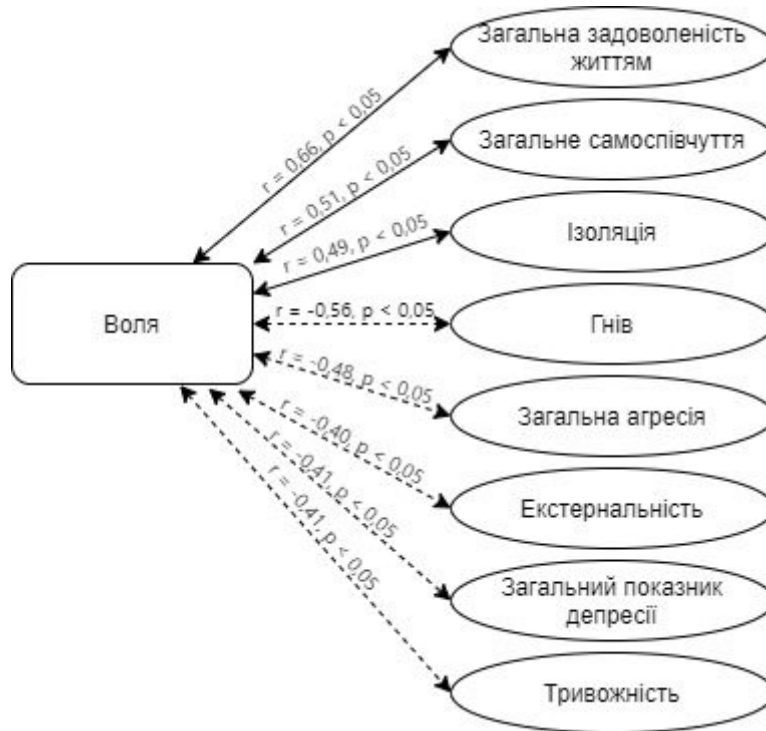 Загальна задоволеність
життям
r = 0,66, p < 0,05
Загальне самоспівчуття
r = 0,51, p < 0,05
Ізоляція
r = 0,49, p < 0,05
Воля
r = -0,56, p < 0,05
Гнів
r = -0,48, p < 0,05
Загальна агресія
r = -0,40, p < 0,05
Екстернальність
r = -0,41, p < 0,05
Загальний показник
депресії
r = -0,41, p < 0,05
Тривожність